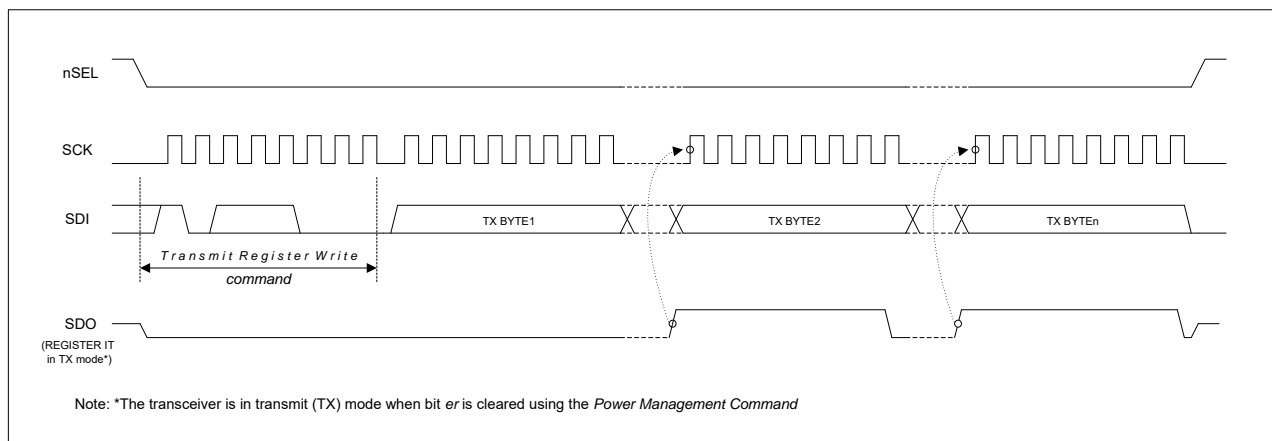 nSEL
SCK
SDI
TX BYTE1
TX BYTE2
TX BYTEn
Transmit Register Write
command
SDO
(REGISTER IT
in TX mode*)
Note: *The transceiver is in transmit (TX) mode when bit er is cleared using the Power Management Command